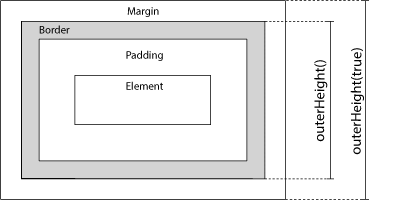 Margin
Border
Padding
Element
outerHeight()
outerHeight(true)